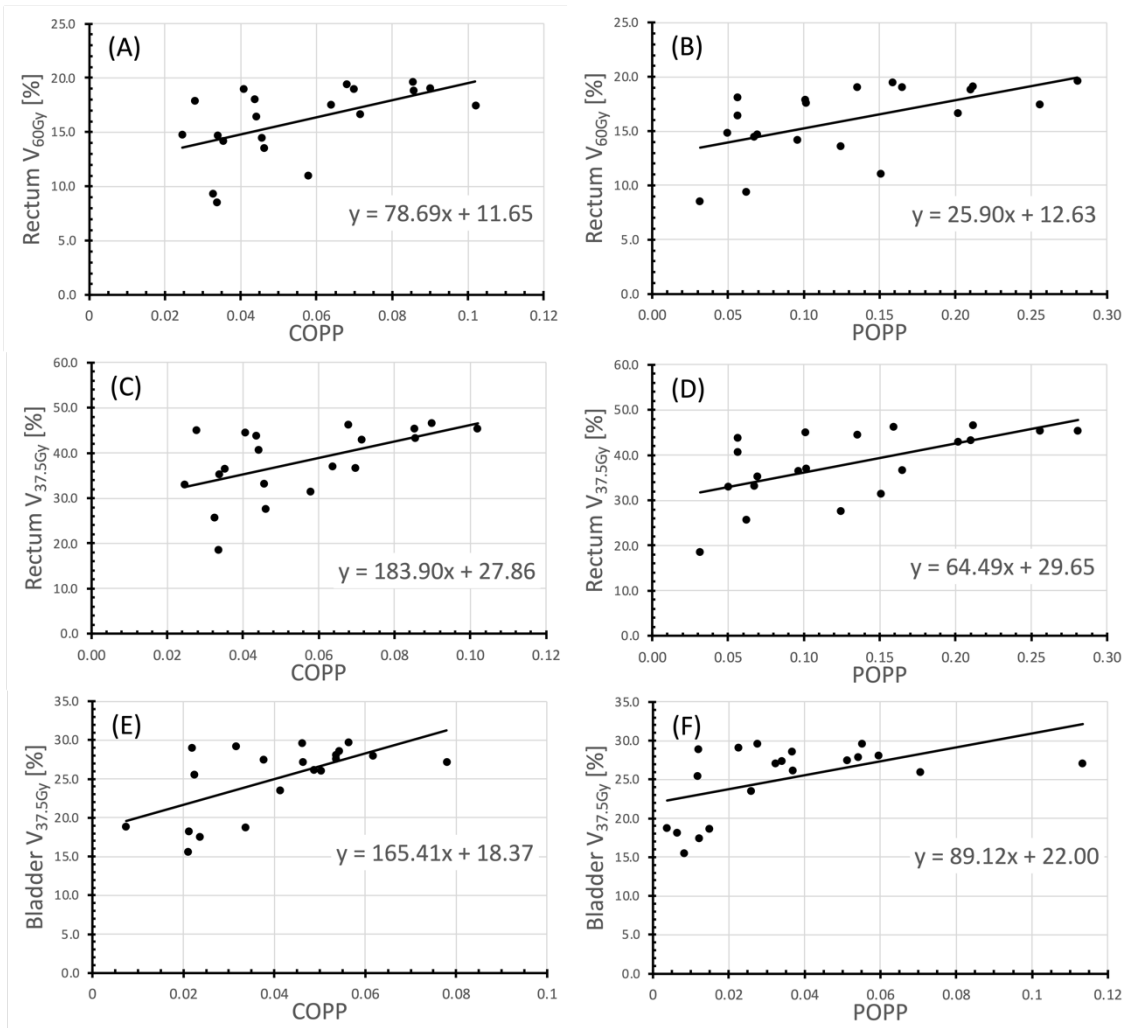 (A)
Rectum V60Gy [%]
25.0
20.0
15.0
10.0
5.0
0.0
y = 78.69x + 11.65
0 0.02 0.04 0.06 0.08 0.1 0.12
COPP
(B)
Rectum V60Gy [%]
25.0
20.0
15.0
10.0
5.0
0.0
y = 25.90x + 12.63
0.00 0.05 0.10 0.15 0.20 0.25 0.30
POPP
(C)
Rectum V37.5Gy [%]
60.0
50.0
40.0
30.0
20.0
10.0
0.0
y = 183.90x + 27.86
0.00 0.02 0.04 0.06 0.08 0.10 0.12
COPP
(D)
Rectum V37.5Gy [%]
60.0
50.0
40.0
30.0
20.0
10.0
0.0
y = 64.49x + 29.65
0.00 0.05 0.10 0.15 0.20 0.25 0.30
POPP
(E)
Bladder V37.5Gy [%]
35.0
30.0
25.0
20.0
15.0
10.0
5.0
0.0
y = 165.41x + 18.37
0 0.02 0.04 0.06 0.08 0.1
COPP
(F)
Bladder V37.5Gy [%]
35.0
30.0
25.0
20.0
15.0
10.0
5.0
0.0
y = 89.12x + 22.00
0 0.02 0.04 0.06 0.08 0.10 0.12
POPP